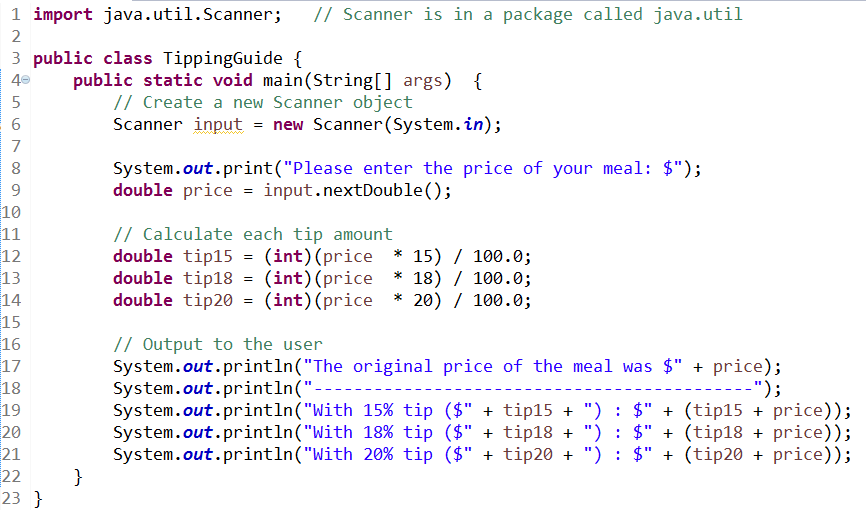 1 import java.util.Scanner;   // Scanner is in a package called java.util
2
3 public class TippingGuide {
4     public static void main(String[] args)  {
5         // Create a new Scanner object
6         Scanner input = new Scanner(System.in);
7
8         System.out.print("Please enter the price of your meal: $");
9         double price = input.nextDouble();
10
11         // Calculate each tip amount
12         double tip15 = (int)(price  * 15) / 100.0;
13         double tip18 = (int)(price  * 18) / 100.0;
14         double tip20 = (int)(price  * 20) / 100.0;
15
16         // Output to the user
17         System.out.println("The original price of the meal was $" + price);
18         System.out.println("--------------------------------------------");
19         System.out.println("With 15% tip ($" + tip15 + ") : $" + (tip15 + price));
20         System.out.println("With 18% tip ($" + tip18 + ") : $" + (tip18 + price));
21         System.out.println("With 20% tip ($" + tip20 + ") : $" + (tip20 + price));
22     }
23 }